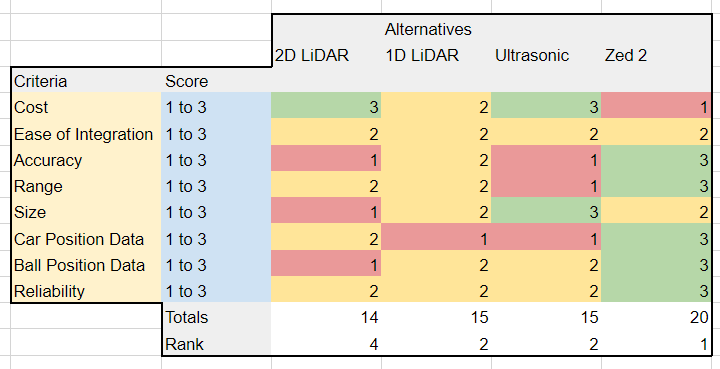 Alternatives
2D LiDAR 1D LiDAR Ultrasonic Zed 2
Criteria Score
Cost 1 to 3 3 2 3 1
Ease of Integration 1 to 3 2 2 2 2
Accuracy 1 to 3 1 2 1 3
Range 1 to 3 2 2 1 3
Size 1 to 3 1 2 3 2
Car Position Data 1 to 3 2 1 1 3
Ball Position Data 1 to 3 1 2 2 3
Reliability 1 to 3 2 2 2 3
Totals 14 15 15 20
Rank 4 2 2 1